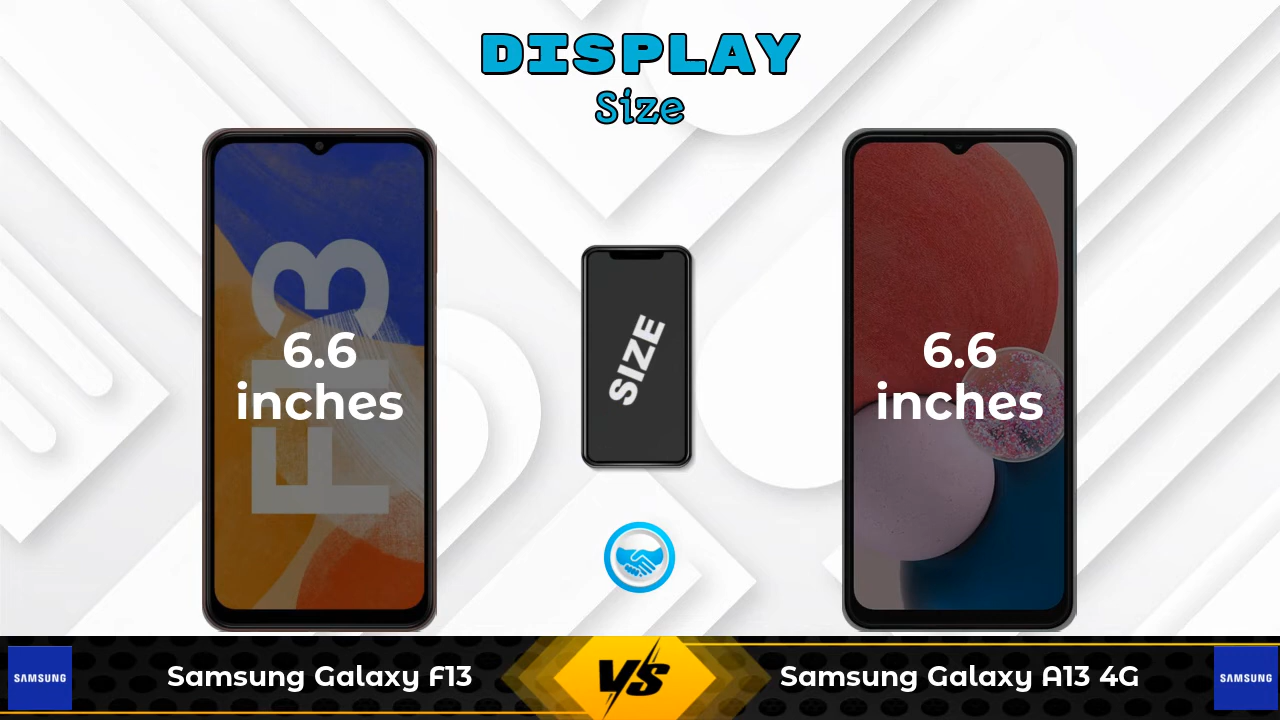 DISPLAY
Size
F13
6.6
inches
SIZE
6.6
inches
SAMSUNG
Samsung Galaxy F13
VS
Samsung Galaxy A13 4G
SAMSUNG